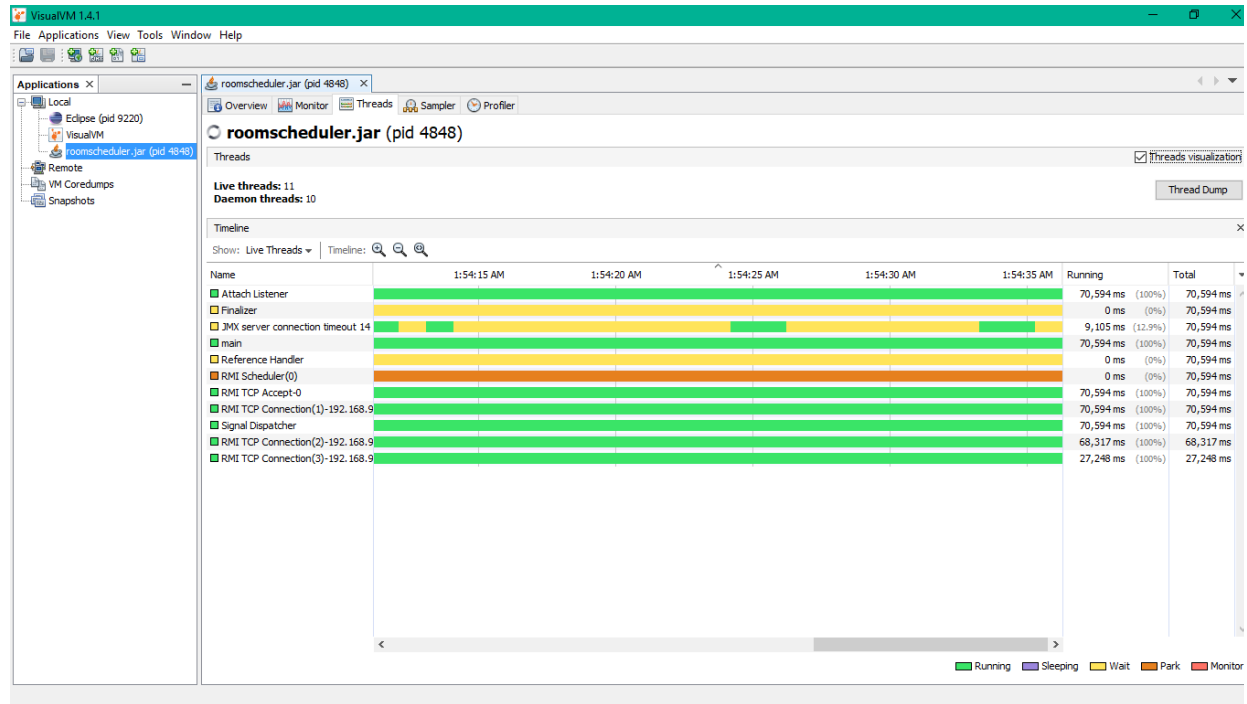 VisualVM 1.4.1
File Applications View Tools Window Help
Applications
Local
Eclipse (pid 9220)
VisualVM
roomscheduler.jar (pid 4848)
Remote
VM Coredumps
Snapshots
roomscheduler.jar (pid 4848)
Overview Monitor Threads Sampler Profiler
roomscheduler.jar (pid 4848)
Threads Threads visualization
Live threads: 11
Daemon threads: 10
Thread Dump
Timeline
Show: Live Threads Timeline:
Name 1:54:15 AM 1:54:20 AM 1:54:25 AM 1:54:30 AM 1:54:35 AM Running Total
Attach Listener 70,594 ms (100%) 70,594 ms
Finalizer 0 ms (0%) 70,594 ms
JMX server connection timeout 14 9,105 ms (12.9%) 70,594 ms
main 70,594 ms (100%) 70,594 ms
Reference Handler 0 ms (0%) 70,594 ms
RMI Scheduler(0) 0 ms (0%) 70,594 ms
RMI TCP Accept-0 70,594 ms (100%) 70,594 ms
RMI TCP Connection(1)-192.168.9 70,594 ms (100%) 70,594 ms
Signal Dispatcher 70,594 ms (100%) 70,594 ms
RMI TCP Connection(2)-192.168.9 68,317 ms (100%) 68,317 ms
RMI TCP Connection(3)-192.168.9 27,248 ms (100%) 27,248 ms
Running Sleeping Wait Park Monitor